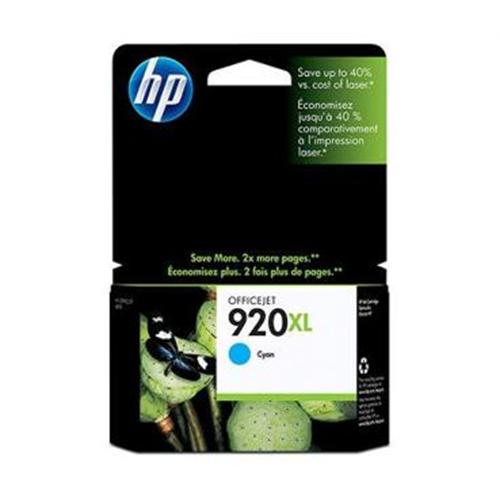 hp
Save up to 40%
vs. cost of laser.*
Économisez
jusqu'à 40 %
comparativement
à l'impression
laser.*
Save More. 2x more pages.**
Économisez plus. 2 fois plus de pages.**
OFFICEJET
920XL
Cyan